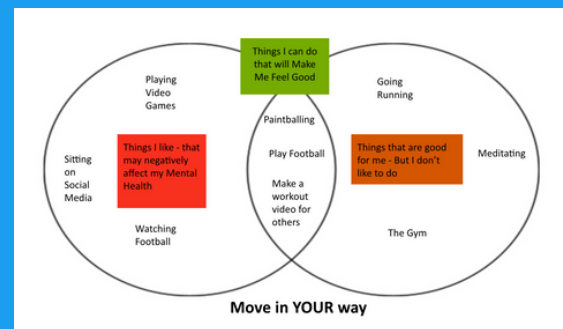 Things I can do
that will Make
Me Feel Good
Playing
Video
Games
Going
Running
Paintballing
Things I like - that
may negatively
affect my Mental
Health
Play Football
Things that are good
for me - But I don't
like to do
Sitting
on
Social
Media
Meditating
Make a
workout
video for
others
Watching
Football
The Gym
Move in YOUR way